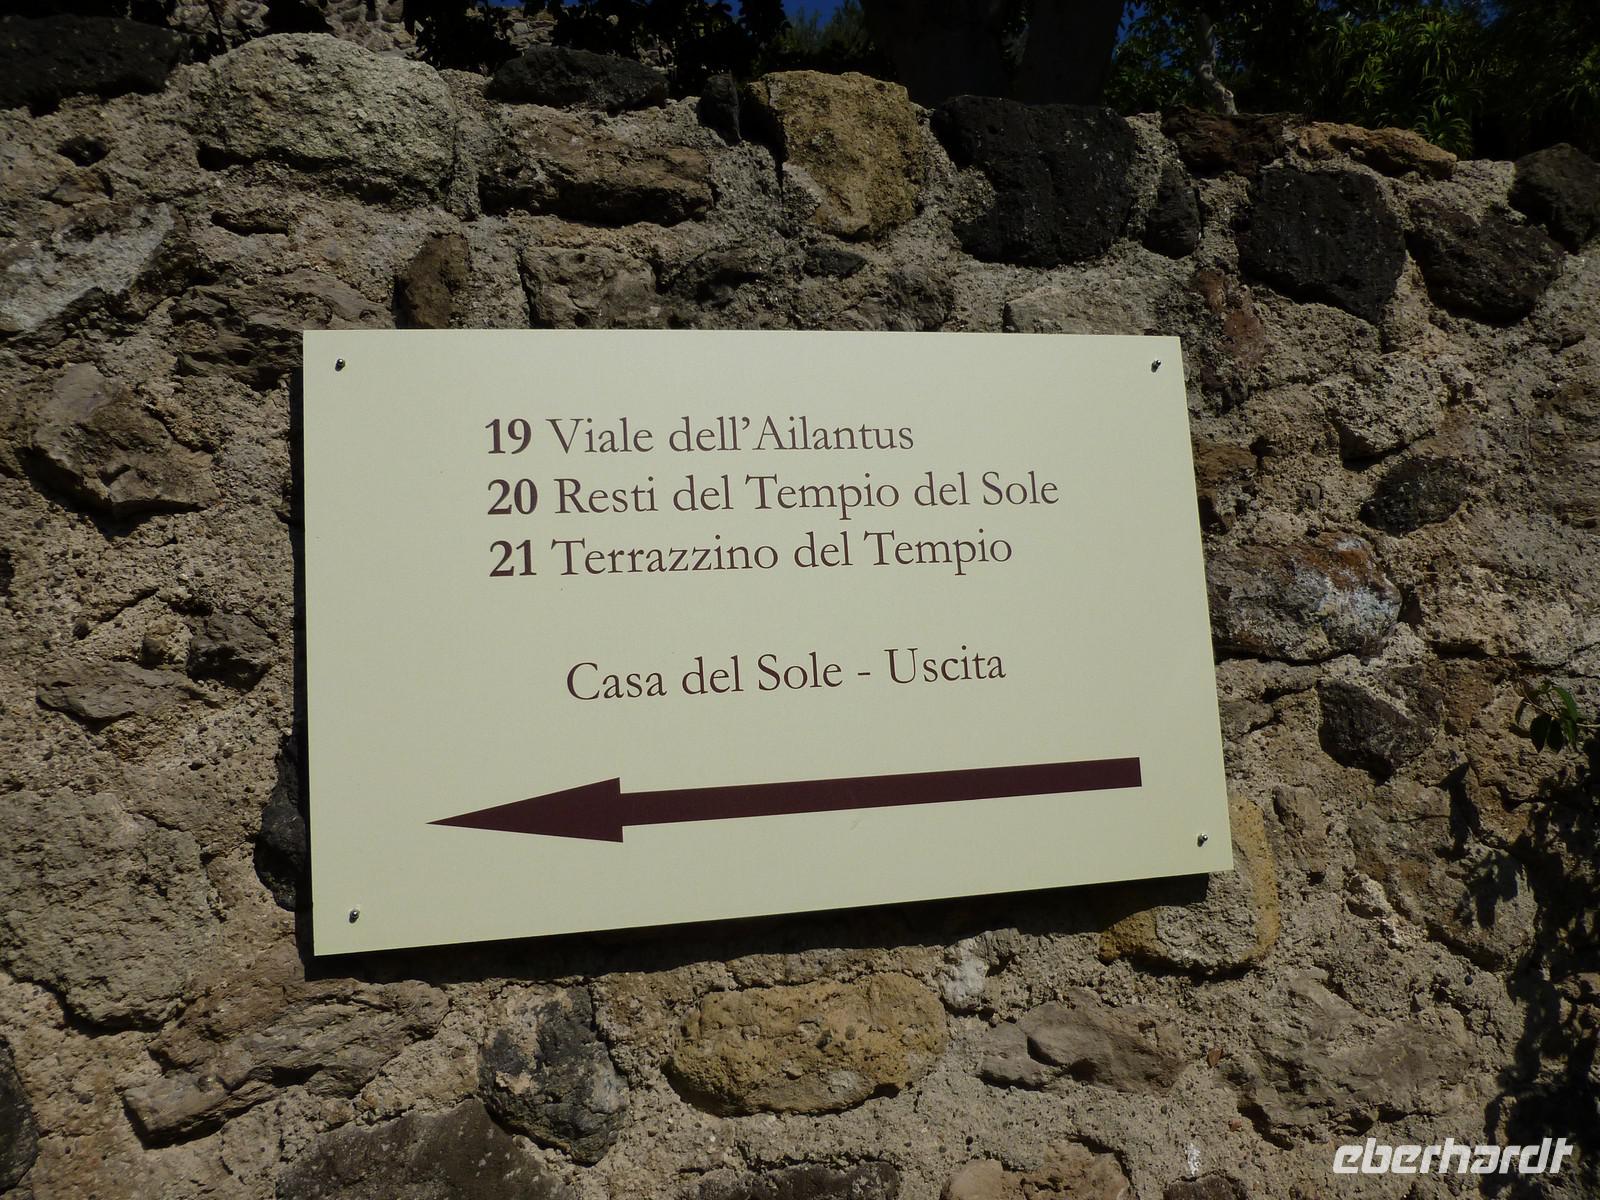 19 Viale dell'Ailantus
20 Resti del Tempio del Sole
21 Terrazzino del Tempio
Casa del Sole - Uscita
eberhardt